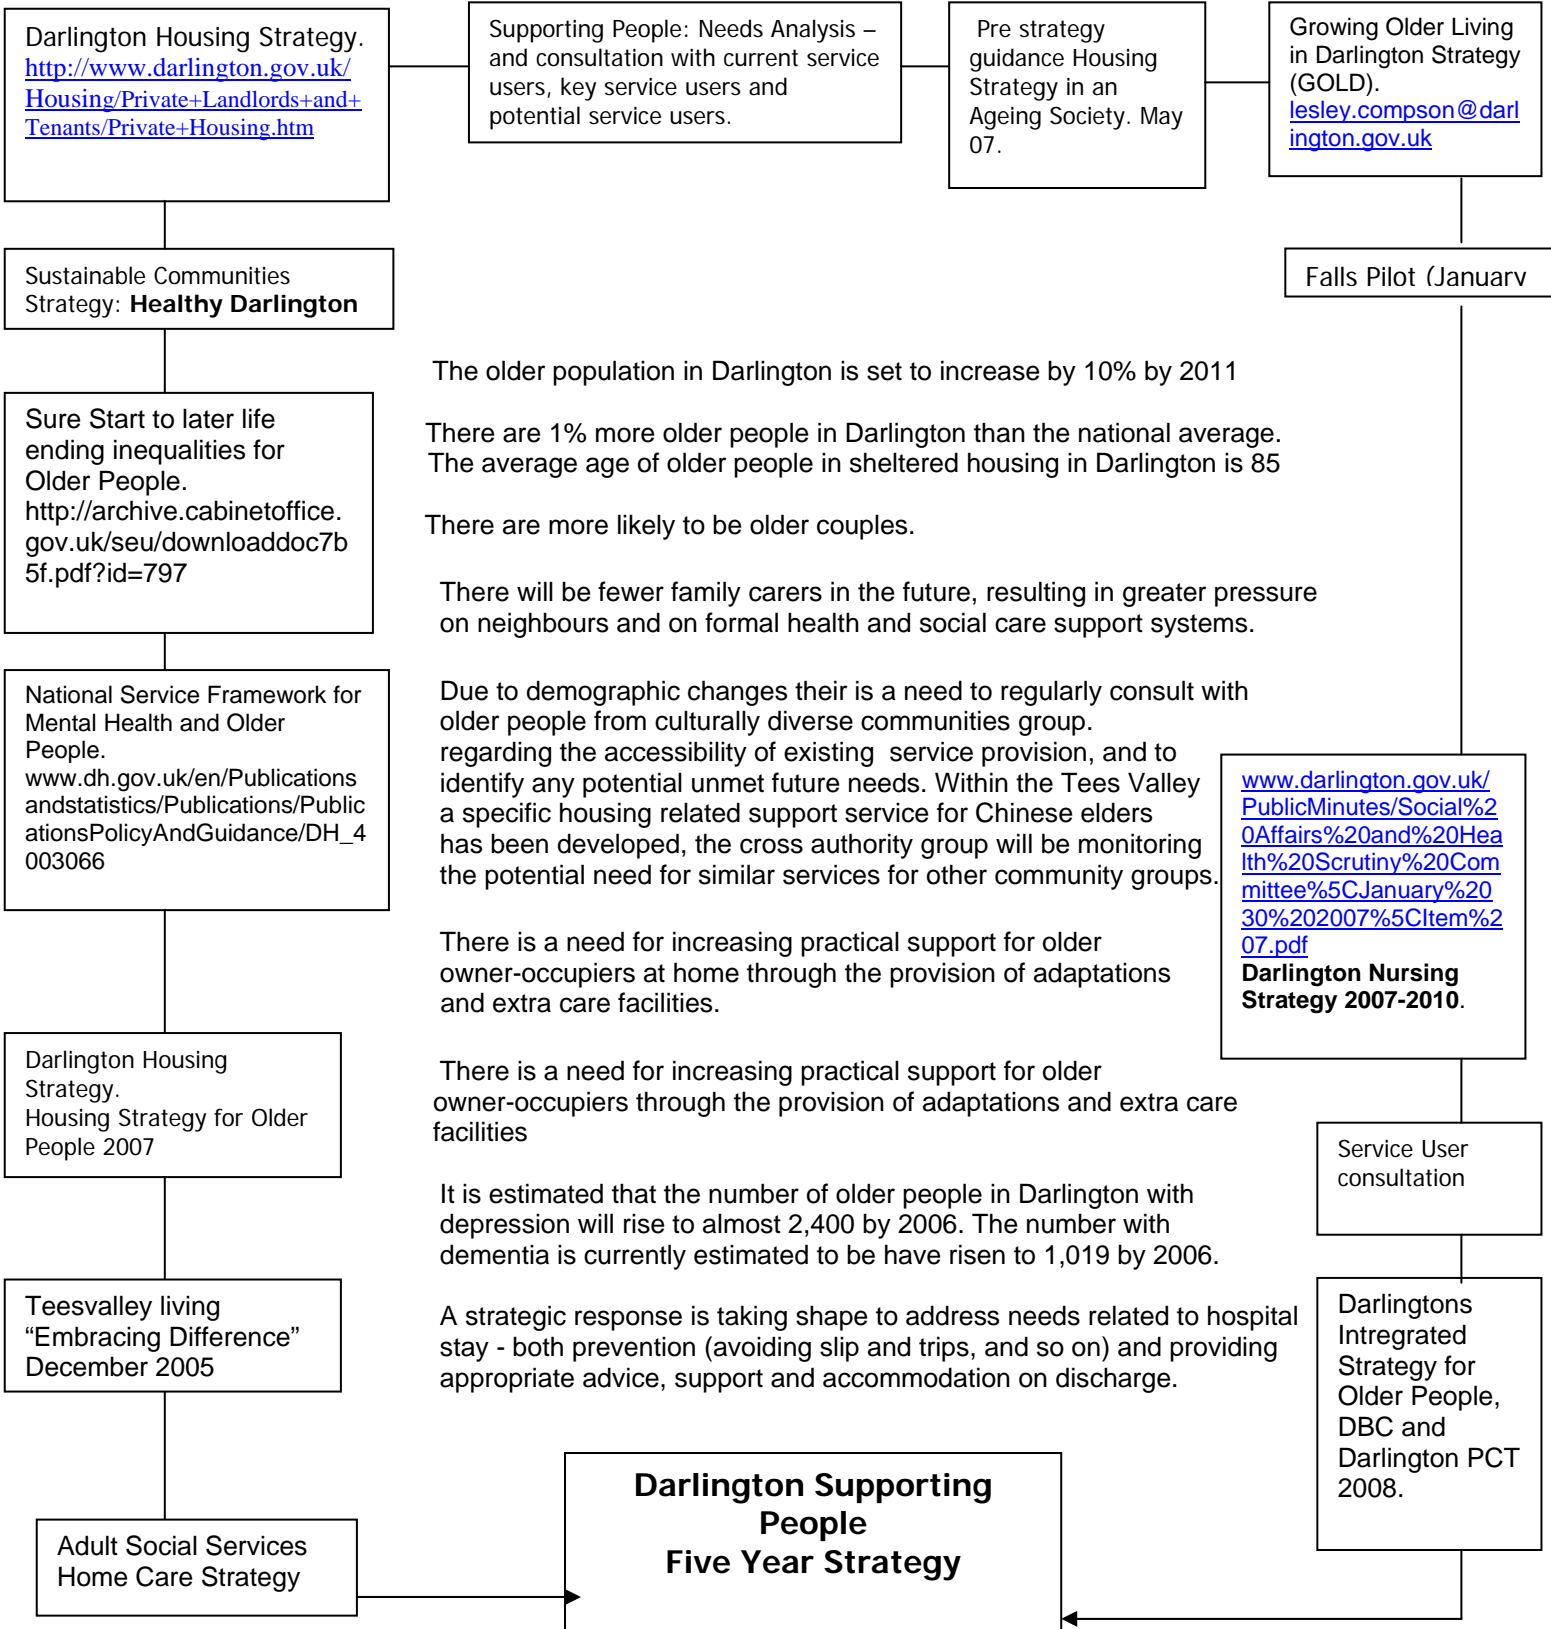 Darlington Housing Strategy.
http://www.darlington.gov.uk/
Housing/Private+Landlords+and+
Tenants/Private+Housing.htm
Supporting People: Needs Analysis –
and consultation with current service
users, key service users and
potential service users.
Pre strategy
guidance Housing
Strategy in an
Ageing Society. May
07.
Growing Older Living
in Darlington Strategy
(GOLD).
lesley.compson@darl
ington.gov.uk
Sustainable Communities
Strategy: Healthy Darlington
Falls Pilot (January
Sure Start to later life
ending inequalities for
Older People.
http://archive.cabinetoffice.
gov.uk/seu/downloaddoc7b
5f.pdf?id=797
National Service Framework for
Mental Health and Older
People.
www.dh.gov.uk/en/Publications
andstatistics/Publications/Public
ationsPolicyAndGuidance/DH_4
003066
Darlington Housing
Strategy.
Housing Strategy for Older
People 2007
Teesvalley living
“Embracing Difference”
December 2005
Adult Social Services
Home Care Strategy
The older population in Darlington is set to increase by 10% by 2011
There are 1% more older people in Darlington than the national average.
The average age of older people in sheltered housing in Darlington is 85
There are more likely to be older couples.
There will be fewer family carers in the future, resulting in greater pressure
on neighbours and on formal health and social care support systems.
Due to demographic changes their is a need to regularly consult with
older people from culturally diverse communities group.
regarding the accessibility of existing service provision, and to
identify any potential unmet future needs. Within the Tees Valley
a specific housing related support service for Chinese elders
has been developed, the cross authority group will be monitoring
the potential need for similar services for other community groups.
There is a need for increasing practical support for older
owner-occupiers at home through the provision of adaptations
and extra care facilities.
There is a need for increasing practical support for older
owner-occupiers through the provision of adaptations and extra care
facilities
It is estimated that the number of older people in Darlington with
depression will rise to almost 2,400 by 2006. The number with
dementia is currently estimated to be have risen to 1,019 by 2006.
A strategic response is taking shape to address needs related to hospital
stay - both prevention (avoiding slip and trips, and so on) and providing
appropriate advice, support and accommodation on discharge.
www.darlington.gov.uk/
PublicMinutes/Social%2
0Affairs%20and%20Hea
lth%20Scrutiny%20Com
mittee%5CJanuary%20
30%202007%5CItem%2
07.pdf
Darlington Nursing
Strategy 2007-2010.
Service User
consultation
Darlingtons
Intregrated
Strategy for
Older People,
DBC and
Darlington PCT
2008.
Darlington Supporting
People
Five Year Strategy